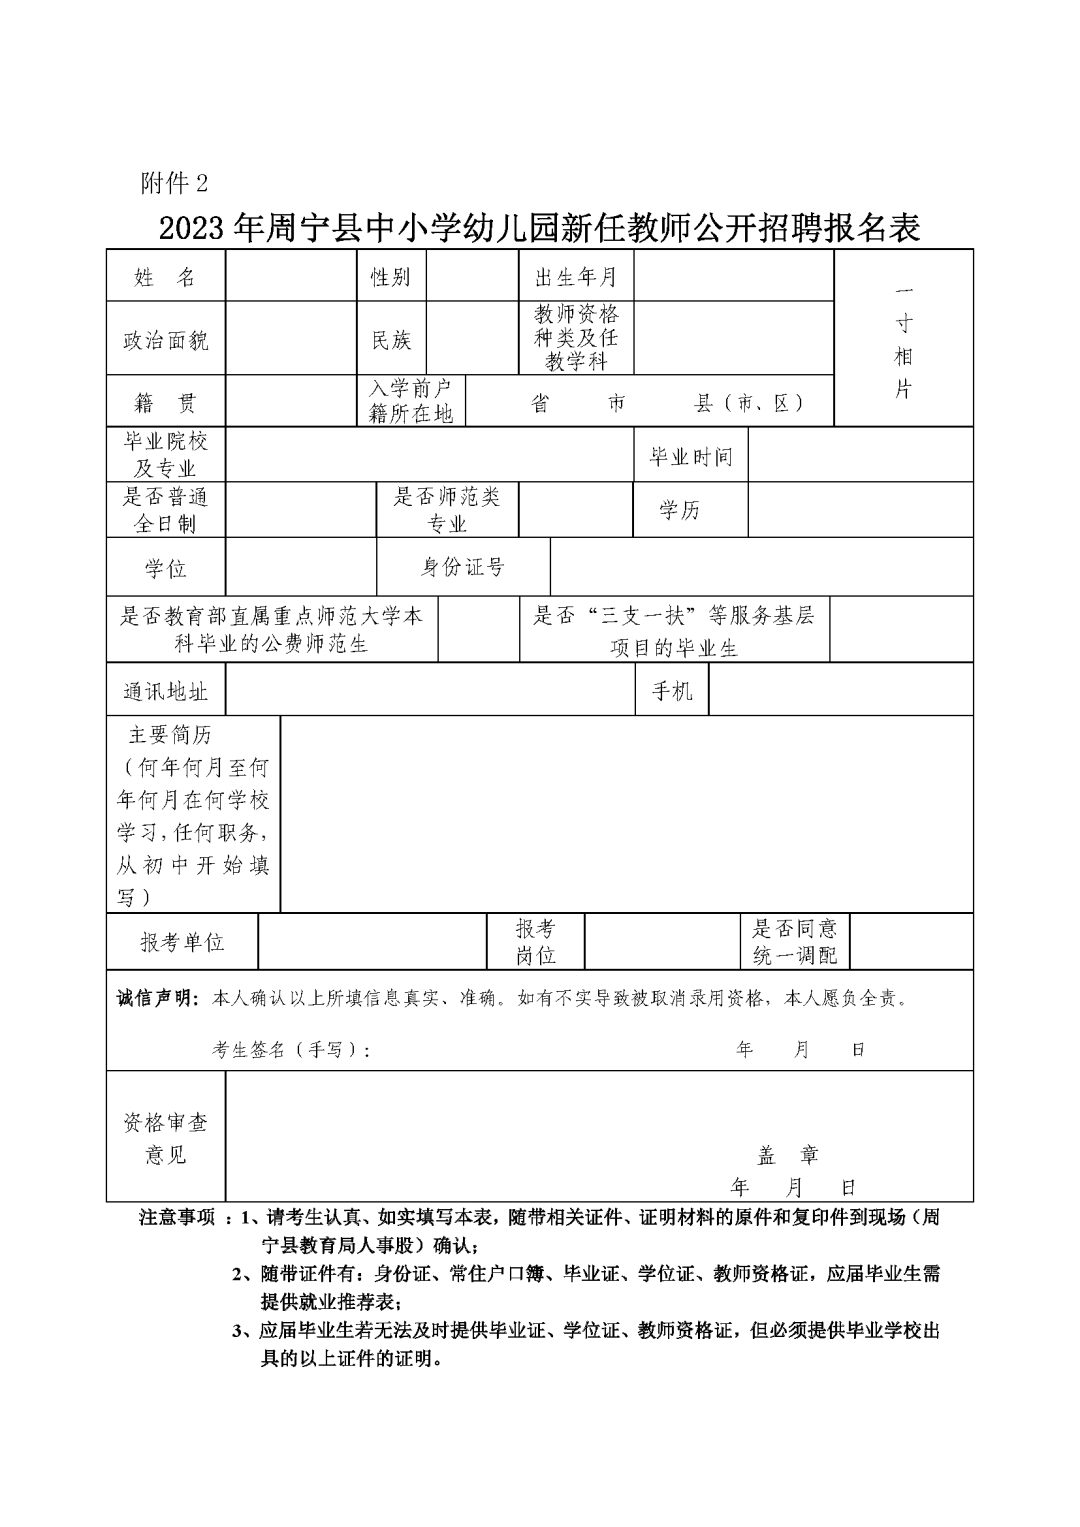 附件 2
2023 年周宁县中小学幼儿园新任教师公开招聘报名表
姓 名
性别
出生年月
一
寸
相
片
政治面貌
民族
教师资格
种类及任
教学科
籍 贯
入学前户
籍所在地
省 市 县（市、区）
毕业院校
及专业
毕业时间
是否普通
全日制
是否师范类
专业
学历
学位
身份证号
是否教育部直属重点师范大学本
科毕业的公费师范生
是否“三支一扶”等服务基层
项目的毕业生
通讯地址
手机
主要简历
（何年何月至何
年何月在何学校
学习,任何职务,
从初中开始填
写）
报考单位
报考
岗位
是否同意
统一调配
诚信声明：本人确认以上所填信息真实、准确。如有不实导致被取消录用资格，本人愿负全责。
考生签名（手写）： 年 月 日
资格审查
意见
盖 章
年 月 日
注意事项 ：1、请考生认真、如实填写本表，随带相关证件、证明材料的原件和复印件到现场（周
宁县教育局人事股）确认；
2、随带证件有：身份证、常住户口簿、毕业证、学位证、教师资格证，应届毕业生需
提供就业推荐表；
3、应届毕业生若无法及时提供毕业证、学位证、教师资格证，但必须提供毕业学校出
具的以上证件的证明。